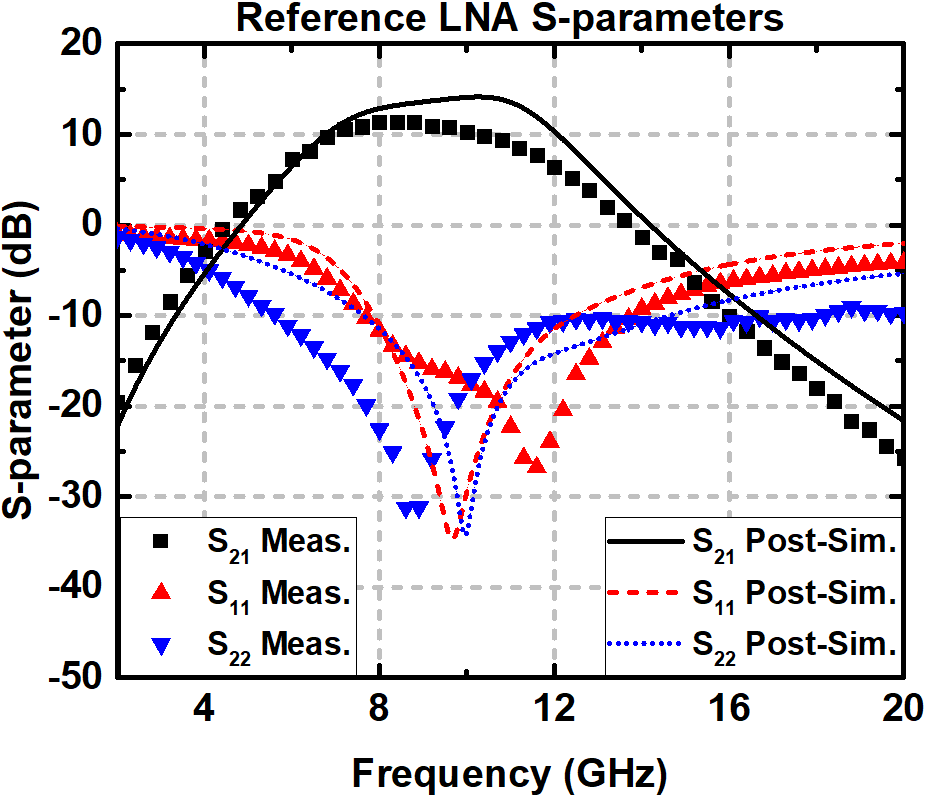 Reference LNA S-parameters
20
10
0
-10
-20
-30
-40
-50
S-parameter (dB)
S21 Meas.
S11 Meas.
S22 Meas.
S21 Post-Sim.
S11 Post-Sim.
S22 Post-Sim.
4 8 12 16 20
Frequency (GHz)